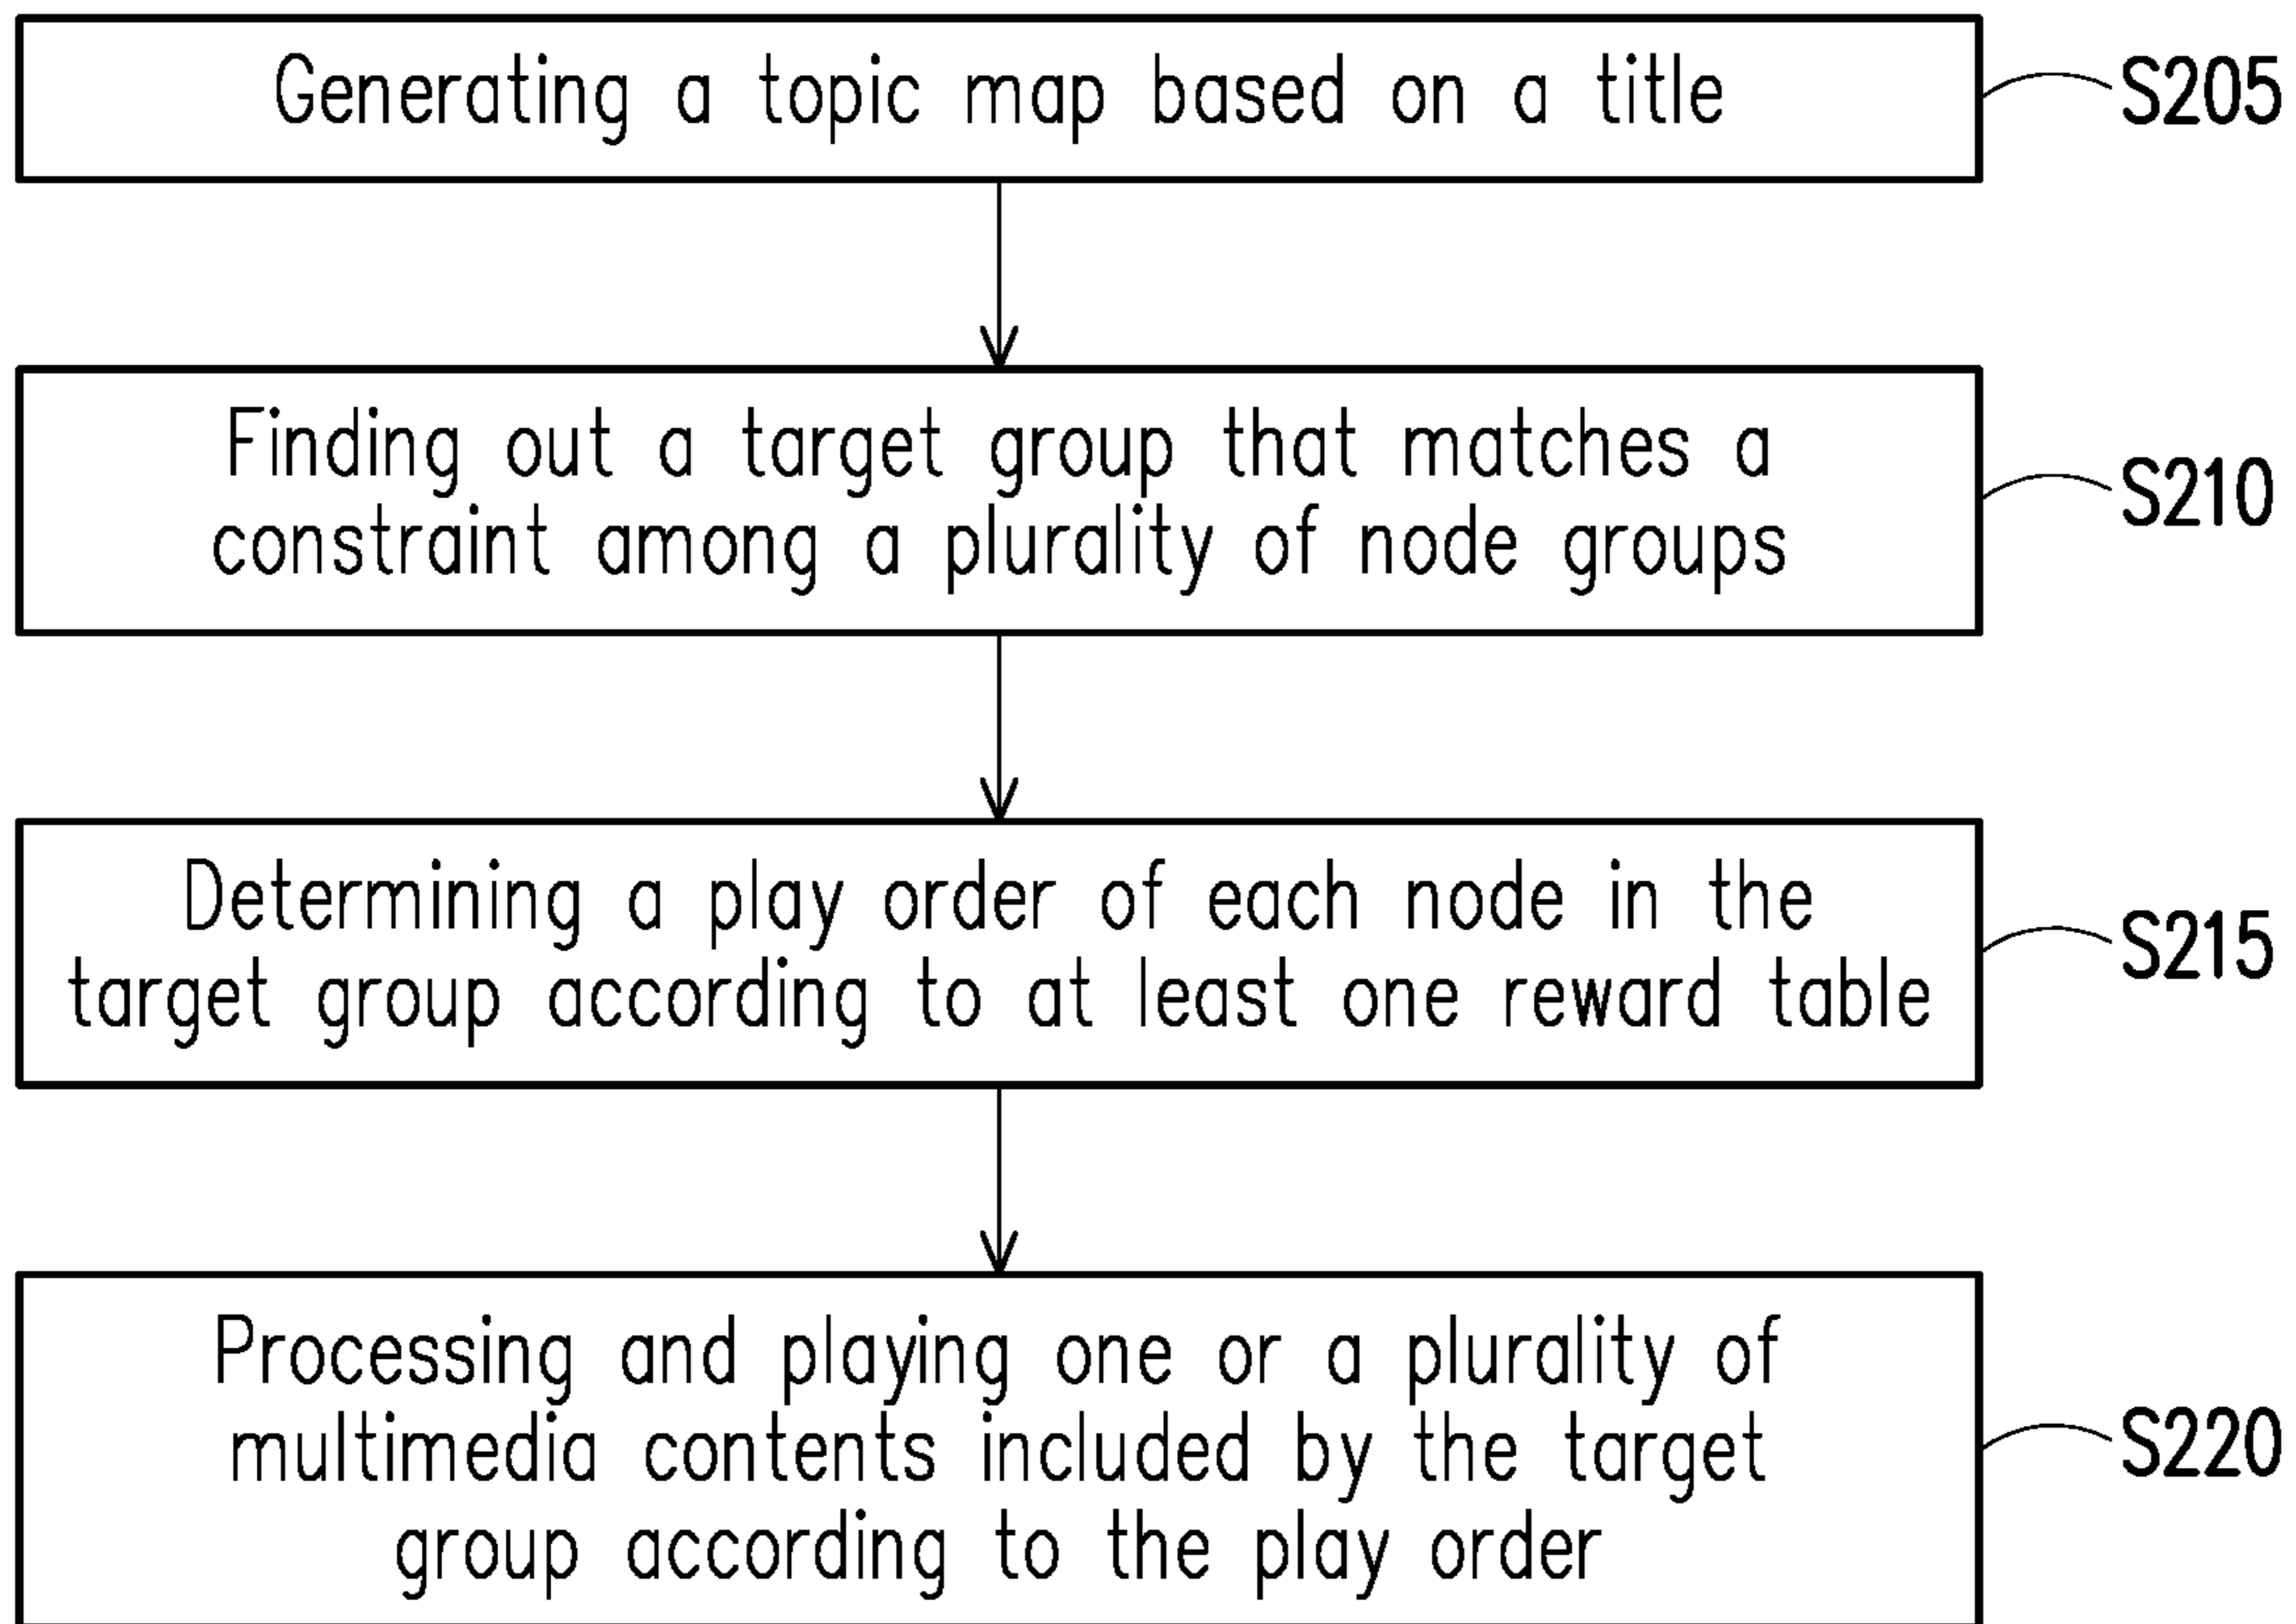 Generating a topic map based on a title
S205
Finding out a target group that matches a
constraint among a plurality of node groups
S210
Determining a play order of each node in the
target group according to at least one reward table
S215
Processing and playing one or a plurality of
multimedia contents included by the target
group according to the play order
S220